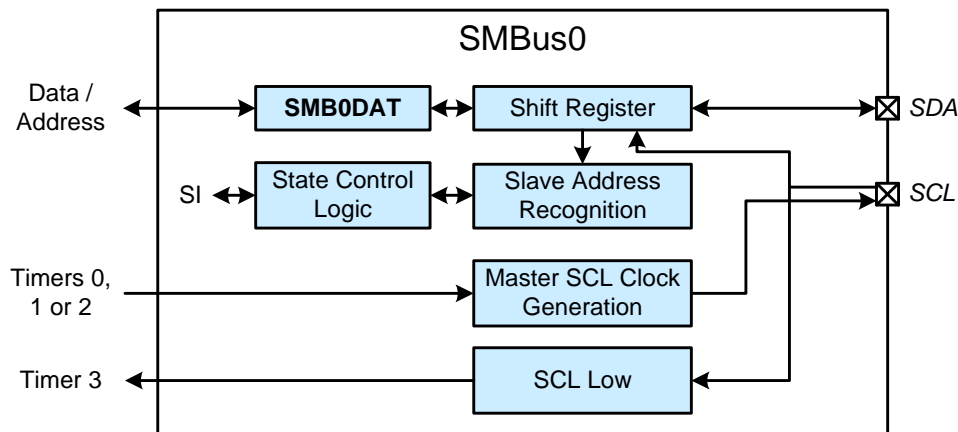 SMBus0
Data /
Address
SMB0DAT
Shift Register
SDA
SI
State Control
Logic
Slave Address
Recognition
SCL
Timers 0,
1 or 2
Master SCL Clock
Generation
Timer 3
SCL Low